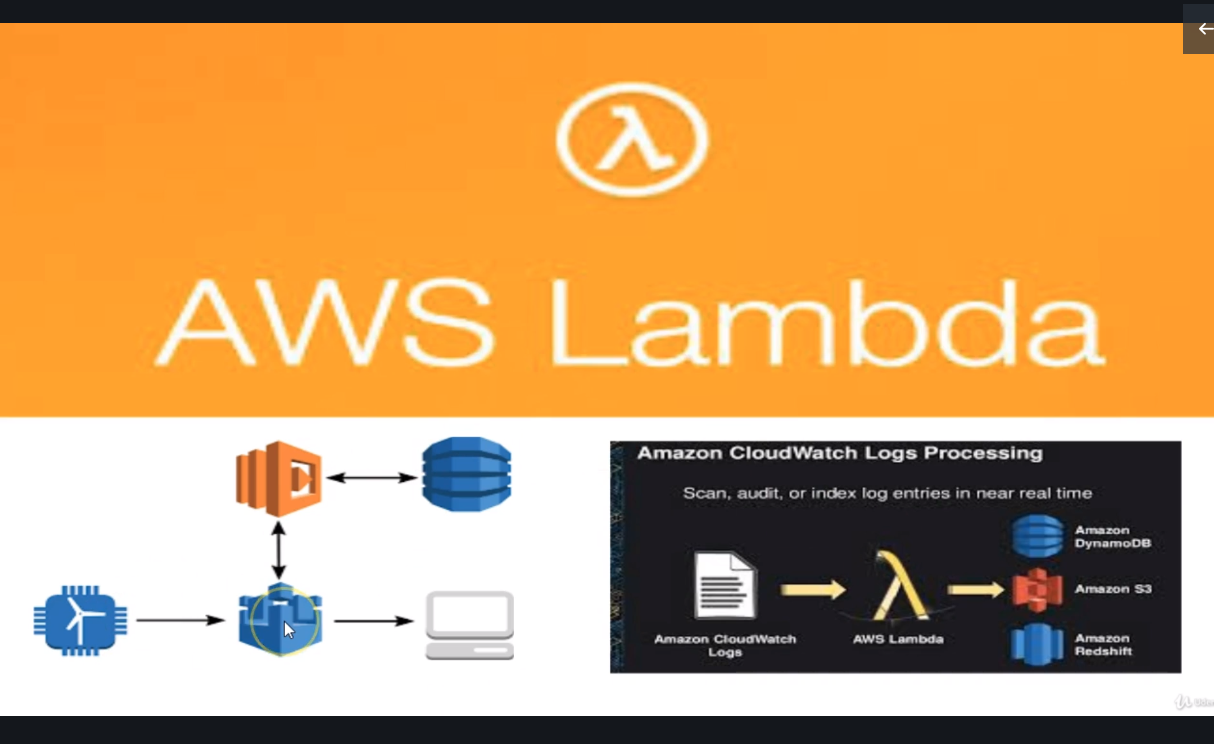 λ
AWS Lambda
Amazon CloudWatch Logs Processing
Scan, audit, or index log entries in near real time
Amazon
DynamoDB
Amazon S3
Amazon CloudWatch
Logs
AWS Lambda
Amazon
Redshift